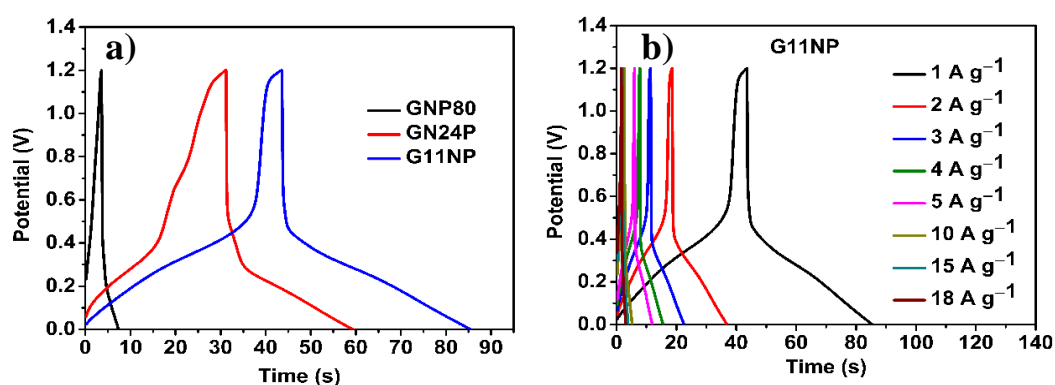 a)
1.4
1.2
1.0
0.8
0.6
0.4
0.2
0.0
Potential (V)
GNP80
GN24P
G11NP
0 10 20 30 40 50 60 70 80 90
Time (s)
b)
G11NP
1.4
1.2
1.0
0.8
0.6
0.4
0.2
0.0
Potential (V)
1 A g⁻¹
2 A g⁻¹
3 A g⁻¹
4 A g⁻¹
5 A g⁻¹
10 A g⁻¹
15 A g⁻¹
18 A g⁻¹
0 20 40 60 80 100 120 140
Time (s)